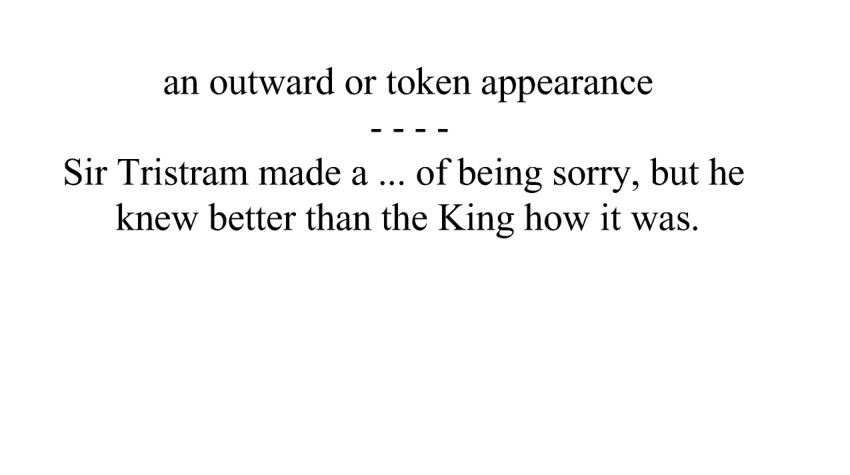 an outward or token appearance
- - - -
Sir Tristram made a ... of being sorry, but he
knew better than the King how it was.